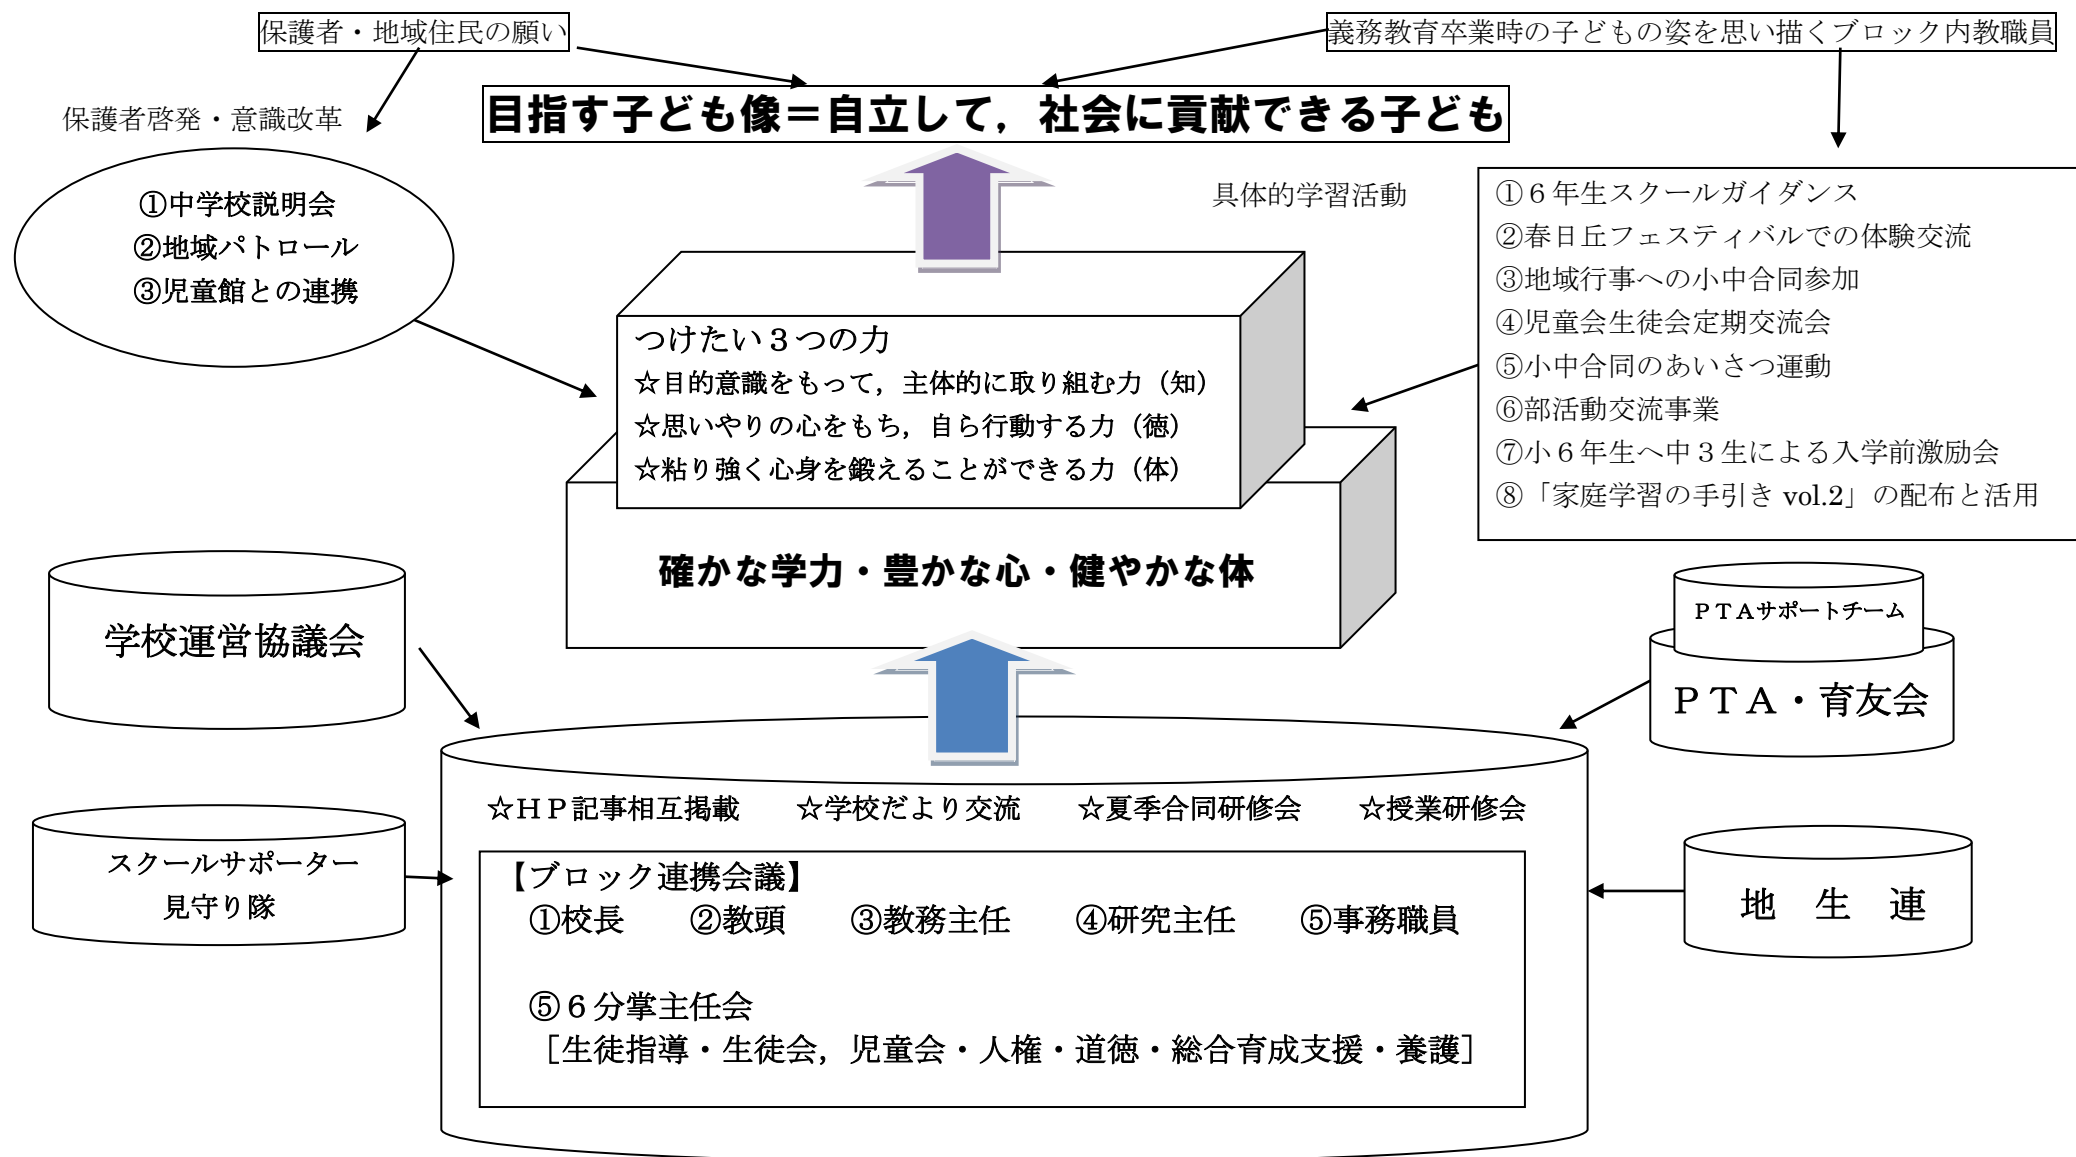 保護者・地域住民の願い
義務教育卒業時の子どもの姿を思い描くブロック内教職員
目指す子ども像＝自立して，社会に貢献できる子ども
保護者啓発・意識改革
①中学校説明会
②地域パトロール
③児童館との連携
具体的学習活動
①６年生スクールガイダンス
②春日丘フェスティバルでの体験交流
③地域行事への小中合同参加
④児童会生徒会定期交流会
⑤小中合同のあいさつ運動
⑥部活動交流事業
⑦小６年生へ中３生による入学前激励会
⑧「家庭学習の手引き vol.2」の配布と活用
つけたい３つの力
☆目的意識をもって，主体的に取り組む力（知）
☆思いやりの心をもち，自ら行動する力（徳）
☆粘り強く心身を鍛えることができる力（体）
確かな学力・豊かな心・健やかな体
学校運営協議会
ＰＴＡサポートチーム
ＰＴＡ・育友会
スクールサポーター
見守り隊
地　生　連
☆ＨＰ記事相互掲載　　☆学校だより交流　　☆夏季合同研修会　　☆授業研修会
【ブロック連携会議】
①校長　　②教頭　　③教務主任　　④研究主任　　⑤事務職員
⑤６分掌主任会
［生徒指導・生徒会，児童会・人権・道徳・総合育成支援・養護］